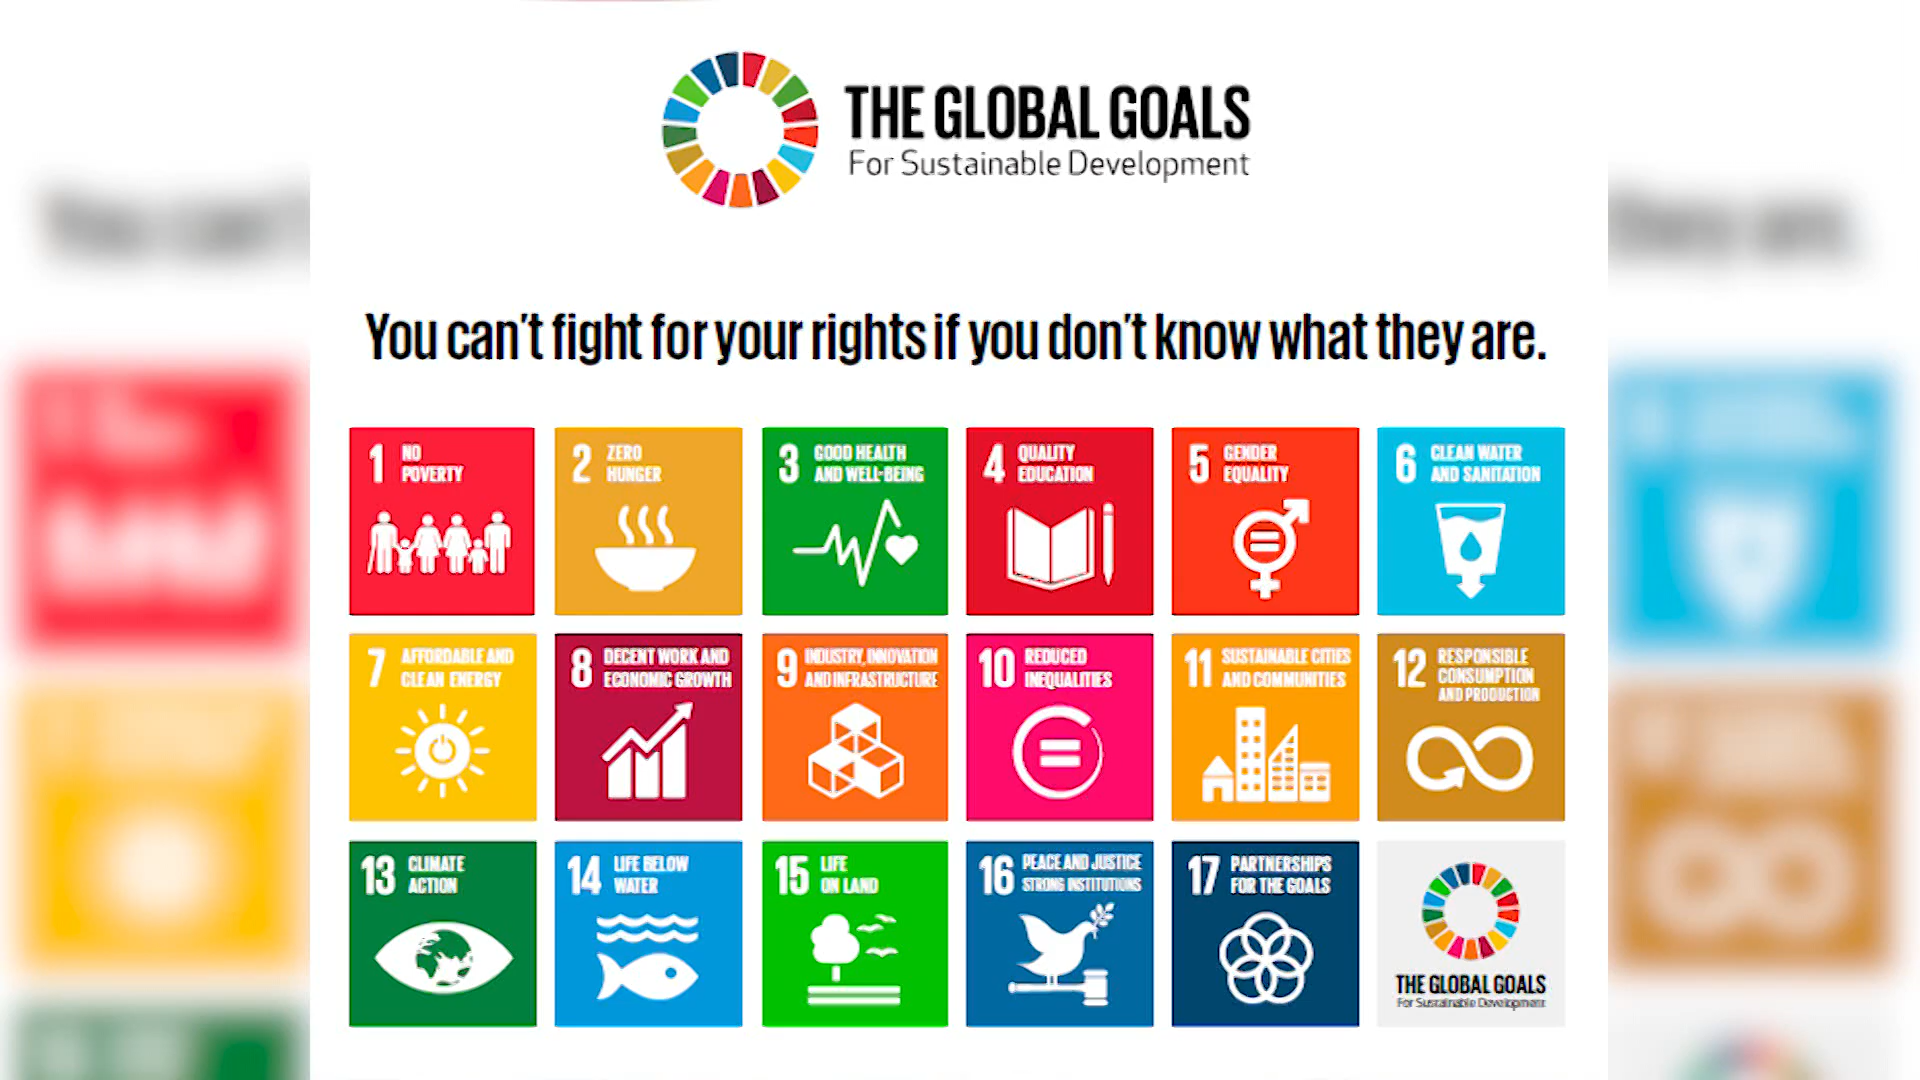 THE GLOBAL GOALS
For Sustainable Development
You can't fight for your rights if you don't know what they are.
1 NO
POVERTY
2 ZERO
HUNGER
3 GOOD HEALTH
AND WELL-BEING
4 QUALITY
EDUCATION
5 GENDER
EQUALITY
6 CLEAN WATER
AND SANITATION
7 AFFORDABLE AND
CLEAN ENERGY
8 DECENT WORK AND
ECONOMIC GROWTH
9 INDUSTRY, INNOVATION
AND INFRASTRUCTURE
10 REDUCED
INEQUALITIES
11 SUSTAINABLE CITIES
AND COMMUNITIES
12 RESPONSIBLE
CONSUMPTION
AND PRODUCTION
13 CLIMATE
ACTION
14 LIFE BELOW
WATER
15 LIFE
ON LAND
16 PEACE AND JUSTICE
STRONG INSTITUTIONS
17 PARTNERSHIPS
FOR THE GOALS
THE GLOBAL GOALS
For Sustainable Development